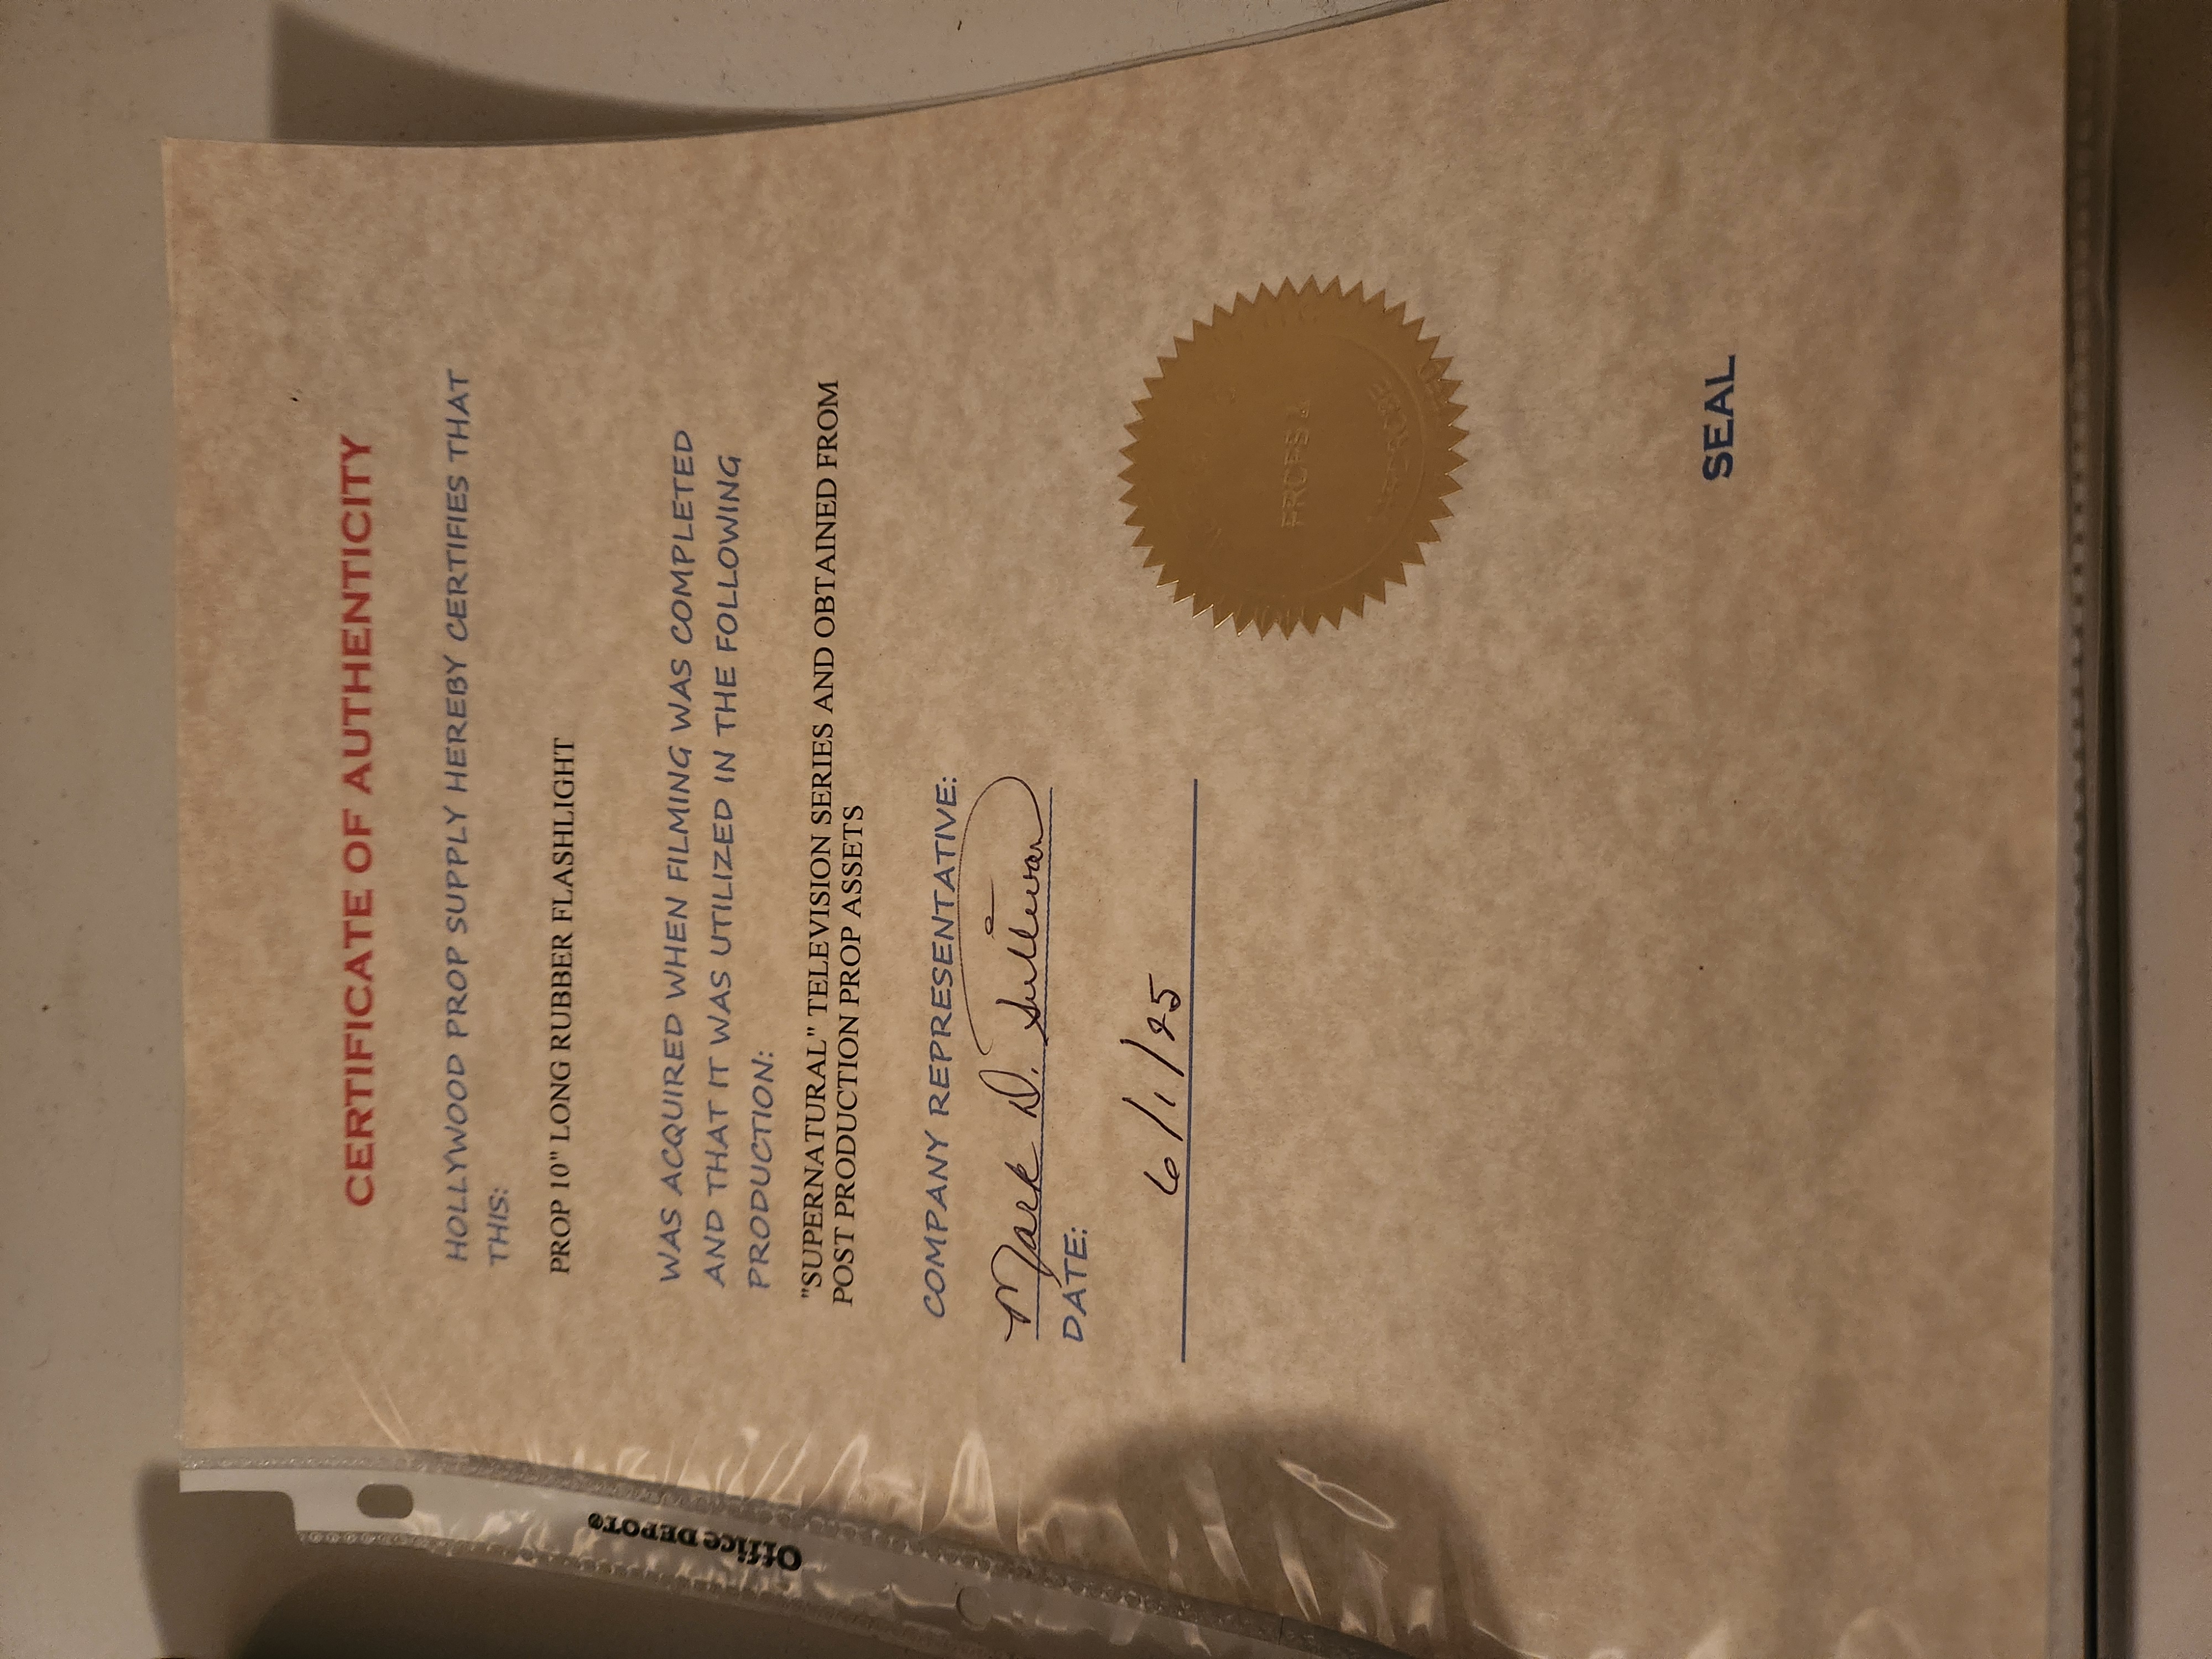 CERTIFICATE OF AUTHENTICITY
HOLLYWOOD PROP SUPPLY HEREBY CERTIFIES THAT
THIS:
PROP 10" LONG RUBBER FLASHLIGHT
WAS ACQUIRED WHEN FILMING WAS COMPLETED
AND THAT IT WAS UTILIZED IN THE FOLLOWING
PRODUCTION:
"SUPERNATURAL" TELEVISION SERIES AND OBTAINED FROM
POST PRODUCTION PROP ASSETS
COMPANY REPRESENTATIVE:
Mark D. Sullivan
DATE:
6/1/25
PROPS &
SEAL
Office DEPOT®